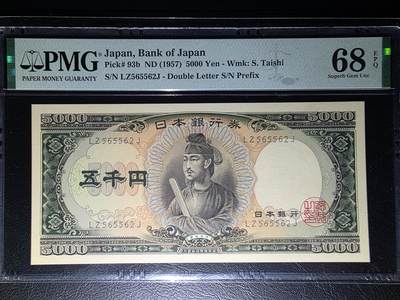 PMG
PAPER MONEY GUARANTY
Japan, Bank of Japan
Pick# 93b ND (1957) 5000 Yen - Wmk: S. Taishi
S/N LZ565562J - Double Letter S/N Prefix
68 EPQ
Superb Gem Unc
5000
5000
日本銀行券
LZ565562J
LZ565562J
五千円
日本銀行
LZ565562J
LZ565562J
5000
5000